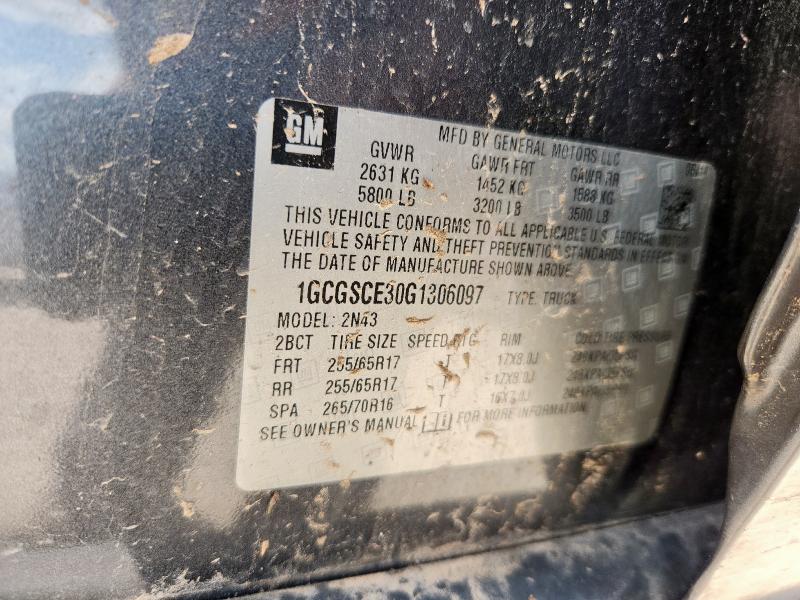 GM
MFD BY GENERAL MOTORS LLC
GVWR GAWR FRT GAWR RR
2631 KG 1452 KG 1588 KG
5800 LB 3200 LB 3500 LB
THIS VEHICLE CONFORMS TO ALL APPLICABLE U.S. FEDERAL MOTOR
VEHICLE SAFETY AND THEFT PREVENTION STANDARDS IN EFFECT ON
THE DATE OF MANUFACTURE SHOWN ABOVE.
1GCGSCE30G1306097 TYPE: TRUCK
MODEL: 2N43
2BCT TIRE SIZE SPEED RTG RIM COLD TIRE PRESSURE
FRT 255/65R17 T 17X8.0J
RR 255/65R17 T 17X8.0J
SPA 265/70R16 T 16X7.0J
SEE OWNER'S MANUAL FOR MORE INFORMATION